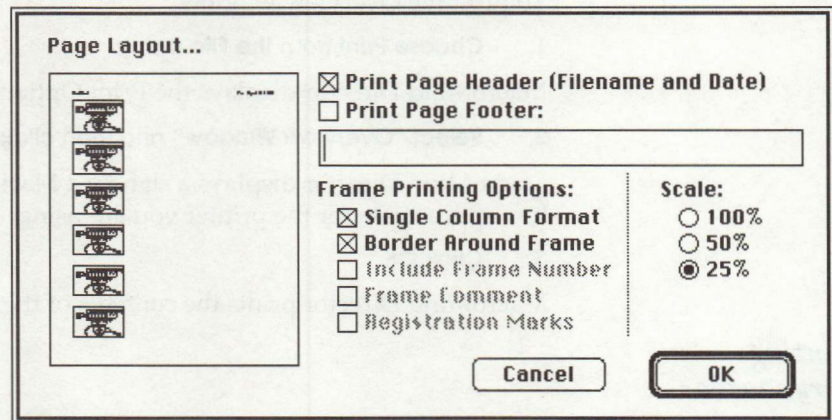 Page Layout...
Print Page Header (Filename and Date)
Print Page Footer:
Frame Printing Options:
Single Column Format
Border Around Frame
Include Frame Number
Frame Comment
Registration Marks
Scale:
100%
50%
25%
Cancel
OK